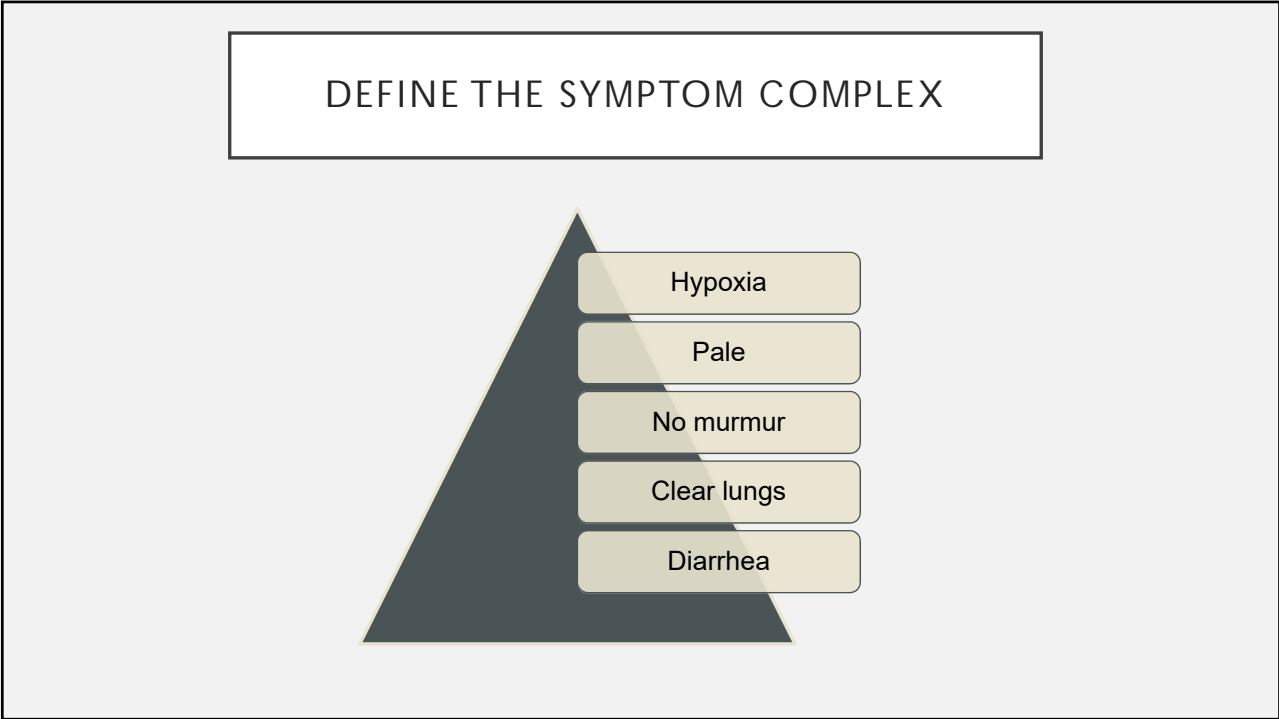 DEFINE THE SYMPTOM COMPLEX
Hypoxia
Pale
No murmur
Clear lungs
Diarrhea